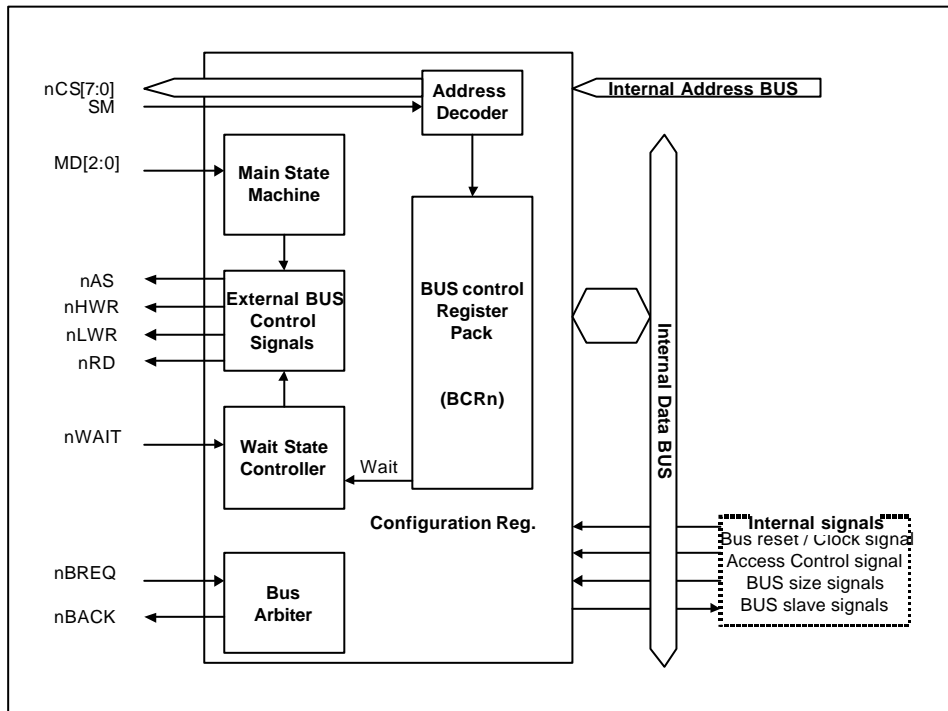 nCS[7:0]
SM
Address
Decoder
Internal Address BUS
MD[2:0]
Main State
Machine
nAS
nHWR
nLWR
nRD
External BUS
Control
Signals
BUS control
Register
Pack
(BCRn)
Internal Data BUS
nWAIT
Wait State
Controller
Wait
Configuration Reg.
Internal signals
Bus reset / Clock signal
Access Control signal
BUS size signals
BUS slave signals
nBREQ
nBACK
Bus
Arbiter